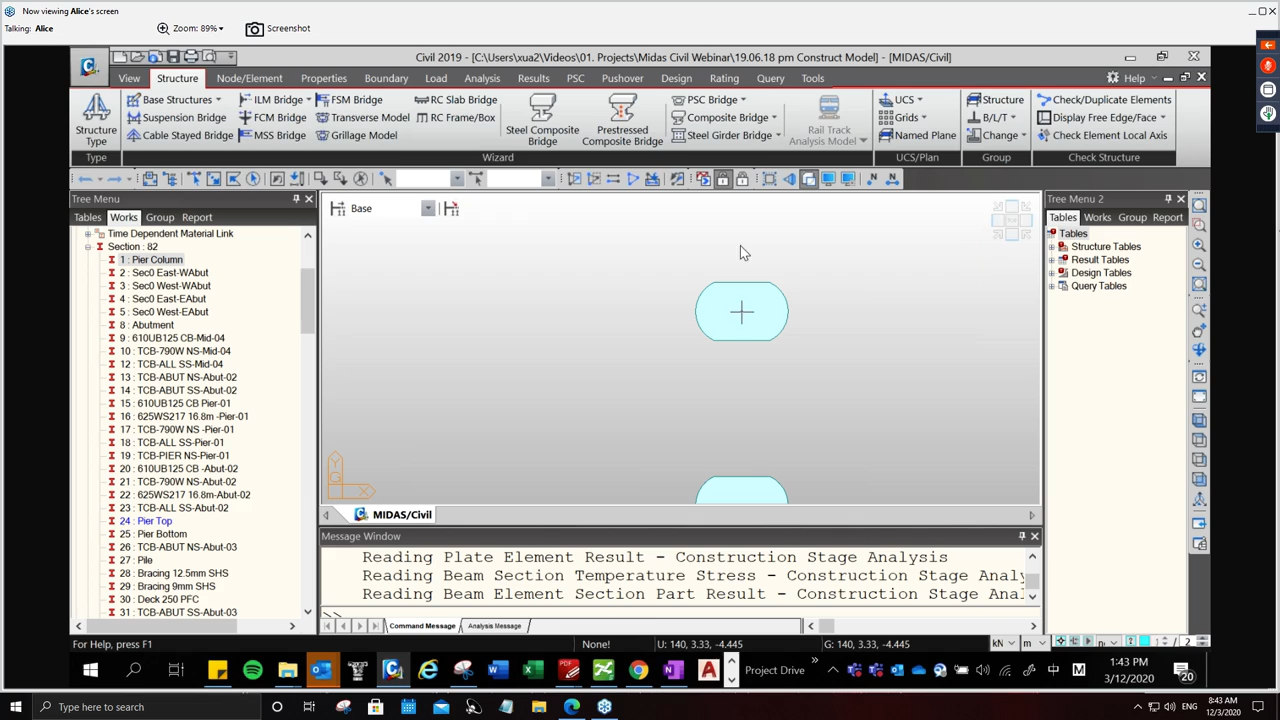 Now viewing Alice's screen
Talking: Alice
Zoom: 89%
Screenshot
Civil 2019 - [C:\Users\xua2\Videos\01. Projects\Midas Civil Webinar\19.06.18 pm Construct Model] - [MIDAS/Civil]
View Structure Node/Element Properties Boundary Load Analysis Results PSC Pushover Design Rating Query Tools Help
Structure Type
Base Structures
Suspension Bridge
Cable Stayed Bridge
ILM Bridge
FCM Bridge
MSS Bridge
FSM Bridge
Transverse Model
Grillage Model
RC Slab Bridge
RC Frame/Box
Steel Composite Bridge
Prestressed Composite Bridge
PSC Bridge
Composite Bridge
Steel Girder Bridge
Rail Track Analysis Model
UCS
Grids
Named Plane
Structure
B/L/T
Change
Check/Duplicate Elements
Display Free Edge/Face
Check Element Local Axis
Type Wizard UCS/Plan Group Check Structure
Tree Menu
Tables Works Group Report
Time Dependent Material Link
Section : 82
1 : Pier Column
2 : Sec0 East-WAbut
3 : Sec0 West-WAbut
4 : Sec0 East-EAbut
5 : Sec0 West-EAbut
8 : Abutment
9 : 610UB125 CB-Mid-04
10 : TCB-790W NS-Mid-04
12 : TCB-ALL SS-Mid-04
13 : TCB-ABUT NS-Abut-02
14 : TCB-ABUT SS-Abut-02
15 : 610UB125 CB Pier-01
16 : 625WS217 16.8m -Pier-01
17 : TCB-790W NS -Pier-01
18 : TCB-ALL SS-Pier-01
19 : TCB-PIER NS-Pier-01
20 : 610UB125 CB -Abut-02
21 : TCB-790W NS-Abut-02
22 : 625WS217 16.8m-Abut-02
23 : TCB-ALL SS-Abut-02
24 : Pier Top
25 : Pier Bottom
26 : TCB-ABUT NS-Abut-03
27 : Pile
28 : Bracing 12.5mm SHS
29 : Bracing 9mm SHS
30 : Deck 250 PFC
31 : TCB-ABUT SS-Abut-03
Base
Y
X
MIDAS/Civil
Message Window
Reading Plate Element Result - Construction Stage Analysis
Reading Beam Section Temperature Stress - Construction Stage Analy
Reading Beam Element Section Part Result - Construction Stage Ana
>>
Command Message Analysis Message
Tree Menu 2
Tables Works Group Report
Tables
Structure Tables
Result Tables
Design Tables
Query Tables
For Help, press F1
None!
U: 140, 3.33, -4.445
G: 140, 3.33, -4.445
kN
m
2
Project Drive
»
中
M
1:43 PM
3/12/2020
20
Type here to search
ENG
8:43 AM
12/3/2020